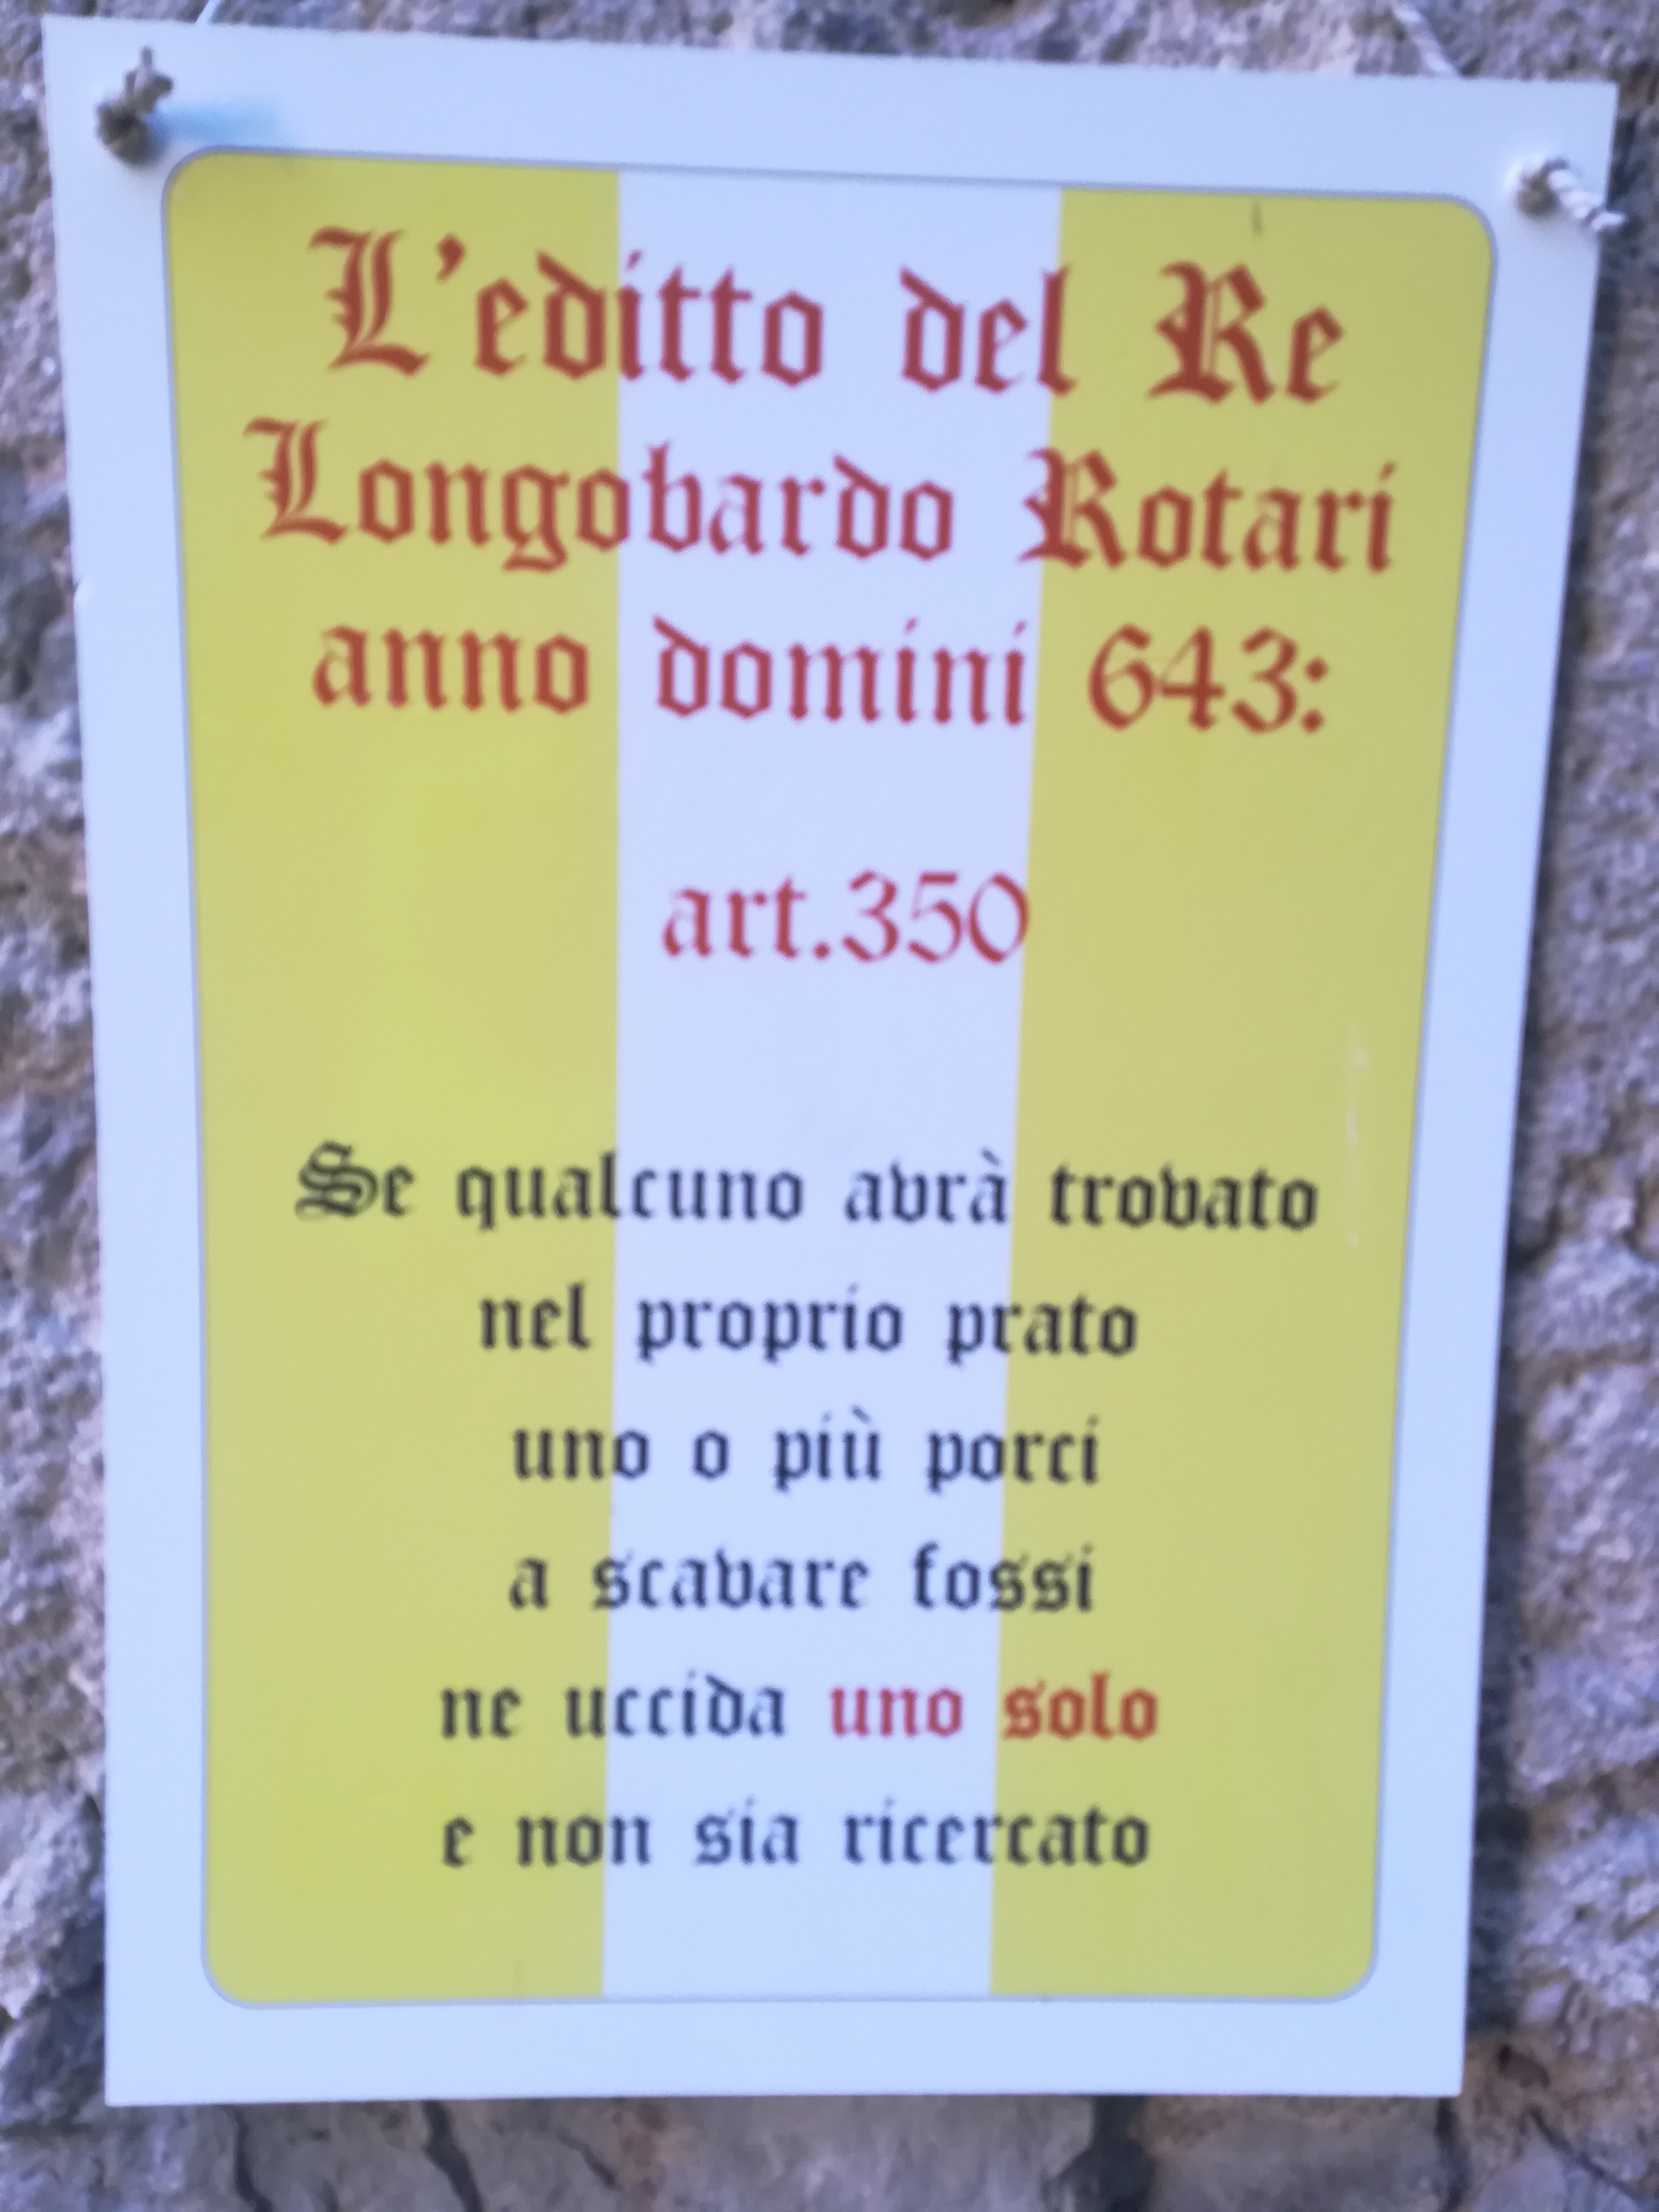 L'editto del Re
Longobardo Rotari
anno domini 643:
art.350
Se qualcuno avrà trovato
nel proprio prato
uno o più porci
a scavare fossi
ne uccida uno solo
e non sia ricercato